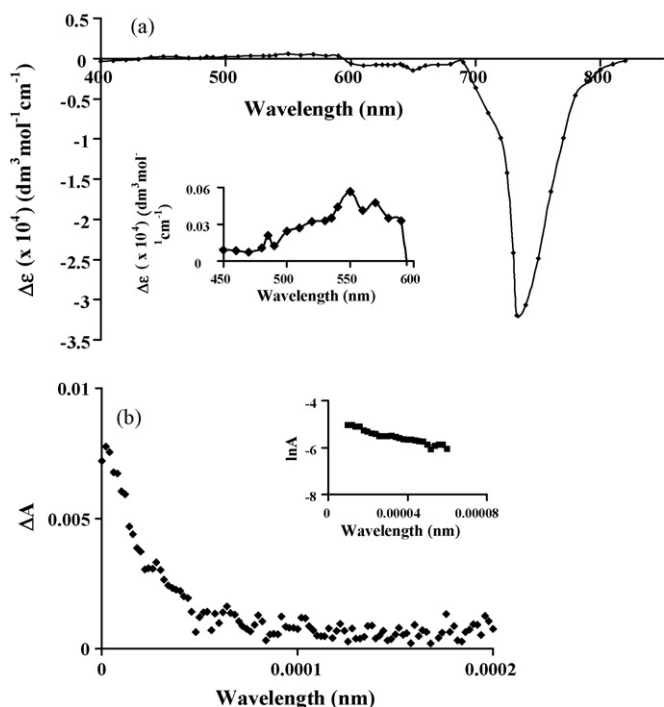 (a)
0
400 500 600 700 800
Wavelength (nm)
-0.5
-1
-1.5
-2
-2.5
-3
-3.5
Δε (x 10⁴) (dm³mol⁻¹cm⁻¹)
Δε ( x 10⁴) (dm³mol⁻
¹cm⁻¹)
0.06
0.03
0
450 500 550 600
Wavelength (nm)
(b)
0.01
0.005
0
ΔA
0 0.0001 0.0002
Wavelength (nm)
-4
-6
-8
lnA
0 0.00004 0.00008
Wavelength (nm)